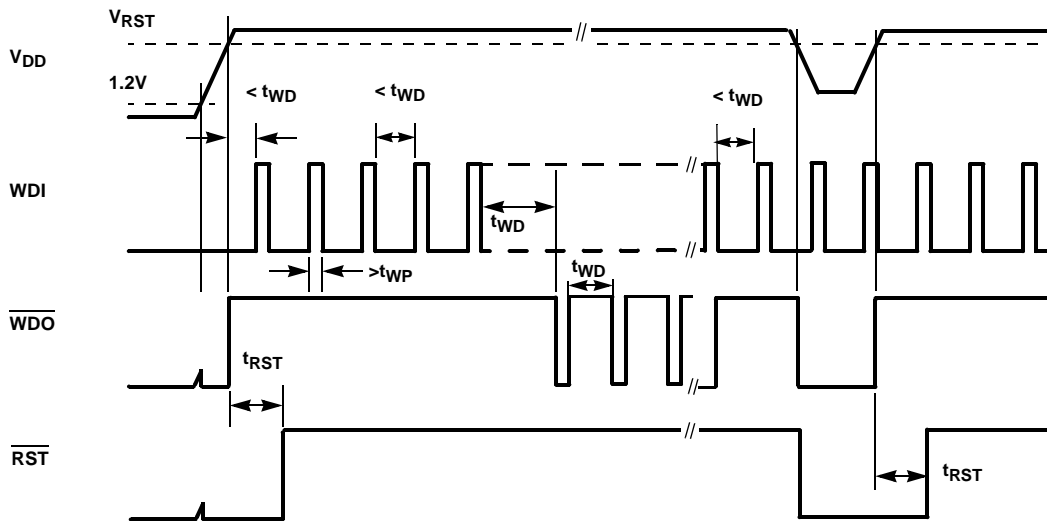 VRST
VDD
1.2V
< tWD
< tWD
< tWD
WDI
tWD
>tWP
tWD
WDO
tRST
RST
tRST